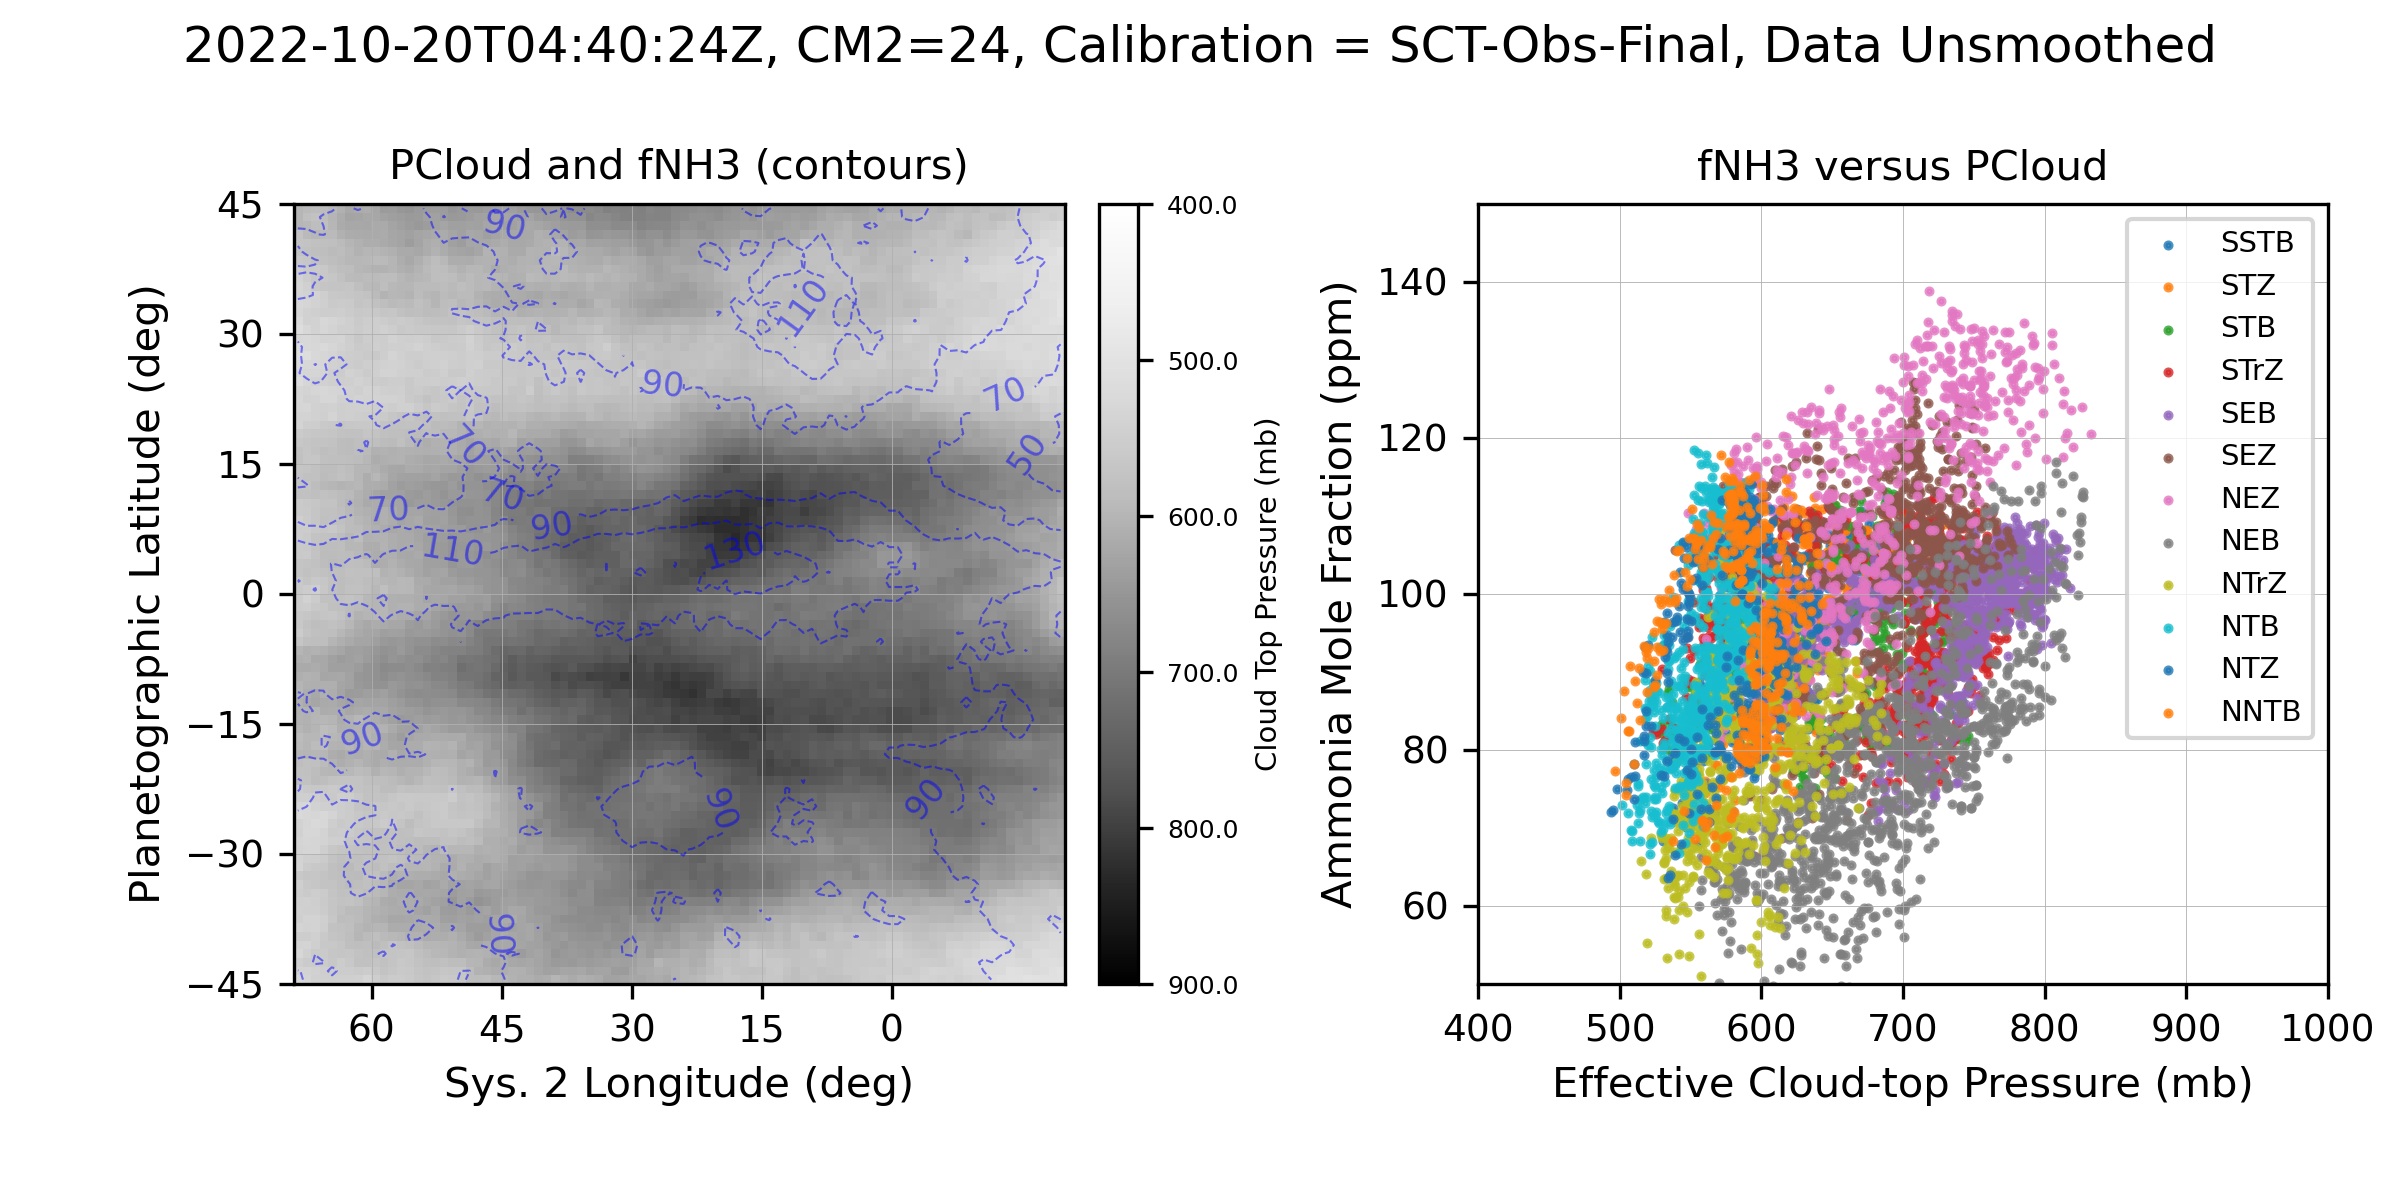 2022-10-20T04:40:24Z, CM2=24, Calibration = SCT-Obs-Final, Data Unsmoothed
PCloud and fNH3 (contours)
45
30
15
0
−15
−30
−45
Planetographic Latitude (deg)
60
45
30
15
0
Sys. 2 Longitude (deg)
90
110
90
70
70
50
70
70
90
110
130
90
90
90
90
400.0
500.0
600.0
700.0
800.0
900.0
Cloud Top Pressure (mb)
fNH3 versus PCloud
140
120
100
80
60
Ammonia Mole Fraction (ppm)
400
500
600
700
800
900
1000
Effective Cloud-top Pressure (mb)
SSTB
STZ
STB
STrZ
SEB
SEZ
NEZ
NEB
NTrZ
NTB
NTZ
NNTB